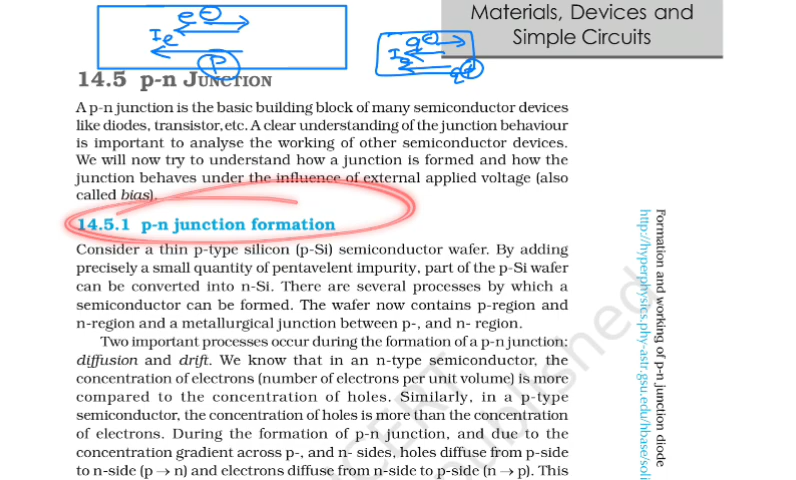 Materials, Devices and
Simple Circuits
14.5 p-n JUNCTION
A p-n junction is the basic building block of many semiconductor devices
like diodes, transistor, etc. A clear understanding of the junction behaviour
is important to analyse the working of other semiconductor devices.
We will now try to understand how a junction is formed and how the
junction behaves under the influence of external applied voltage (also
called bias).
14.5.1 p-n junction formation
Consider a thin p-type silicon (p-Si) semiconductor wafer. By adding
precisely a small quantity of pentavelent impurity, part of the p-Si wafer
can be converted into n-Si. There are several processes by which a
semiconductor can be formed. The wafer now contains p-region and
n-region and a metallurgical junction between p-, and n- region.
Two important processes occur during the formation of a p-n junction:
diffusion and drift. We know that in an n-type semiconductor, the
concentration of electrons (number of electrons per unit volume) is more
compared to the concentration of holes. Similarly, in a p-type
semiconductor, the concentration of holes is more than the concentration
of electrons. During the formation of p-n junction, and due to the
concentration gradient across p-, and n- sides, holes diffuse from p-side
to n-side (p → n) and electrons diffuse from n-side to p-side (n → p). This
Formation and working of p-n junction diode
http://hyperphysics.phy-astr.gsu.edu/hbase/soli
e
Ie
P
q
I
q
NCERT
published